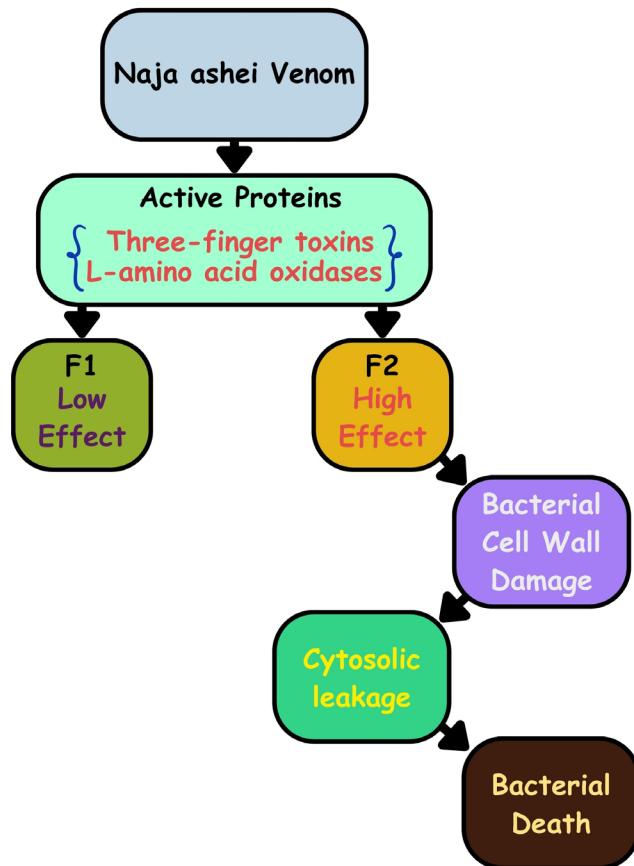 Naja ashei Venom
Active Proteins
{ Three-finger toxins }
L-amino acid oxidases
F1
Low
Effect
F2
High
Effect
Bacterial
Cell Wall
Damage
Cytosolic
leakage
Bacterial
Death